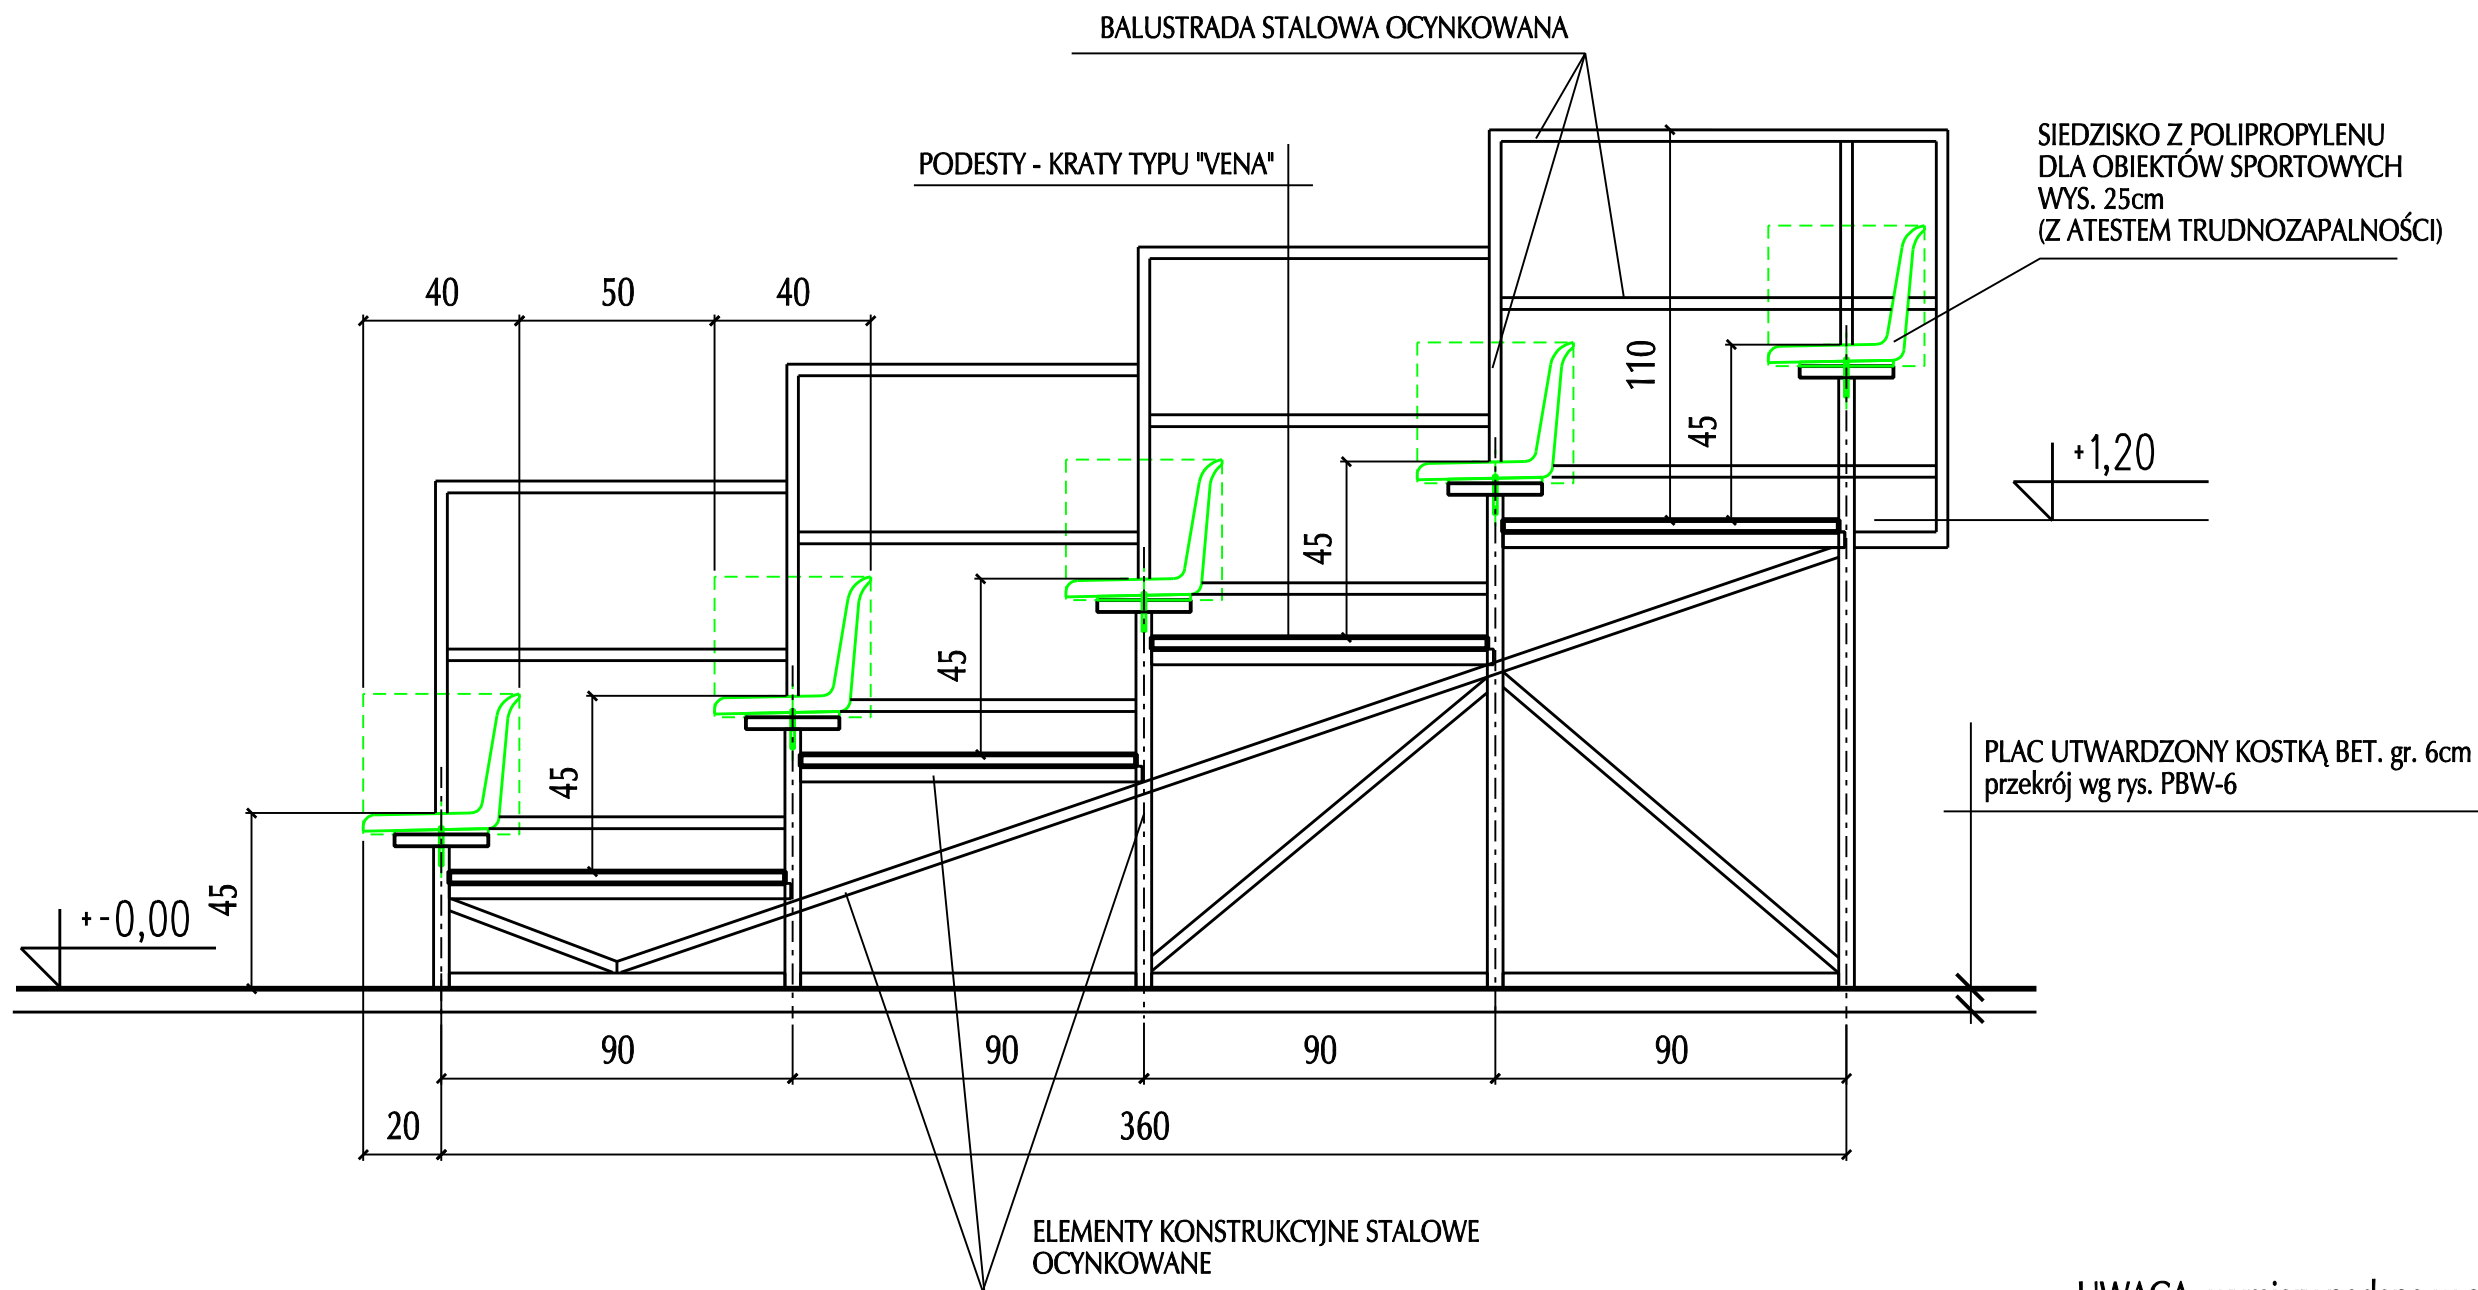 BALUSTRADA STALOWA OCYNKOWANA
SIEDZISKO Z POLIPROPYLENU
DLA OBIEKTÓW SPORTOWYCH
WYS. 25cm
(Z ATESTEM TRUDNOZAPALNOŚCI)
PODESTY - KRATY TYPU "VENA"
40 50 40
110
45
+1,20
45
45
45
45
+-0,00
PLAC UTWARDZONY KOSTKĄ BET. gr. 6cm
przekrój wg rys. PBW-6
90 90 90 90
20 360
ELEMENTY KONSTRUKCYJNE STALOWE
OCYNKOWANE